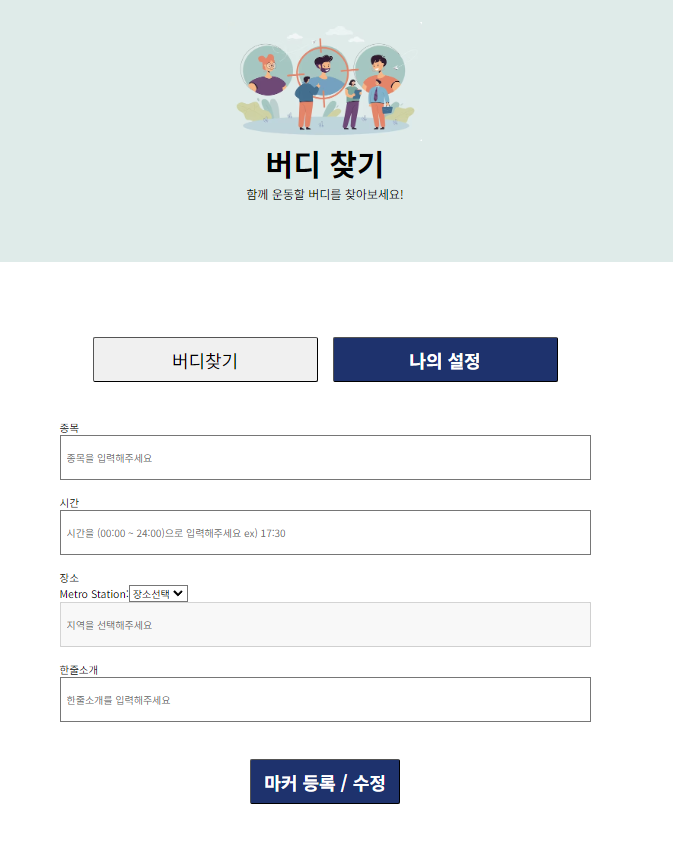 버디 찾기
함께 운동할 버디를 찾아보세요!
버디찾기 나의 설정
종목
종목을 입력해주세요
시간
시간을 (00:00 ~ 24:00)으로 입력해주세요 ex) 17:30
장소
Metro Station: 장소선택
지역을 선택해주세요
한줄소개
한줄소개를 입력해주세요
마커 등록 / 수정